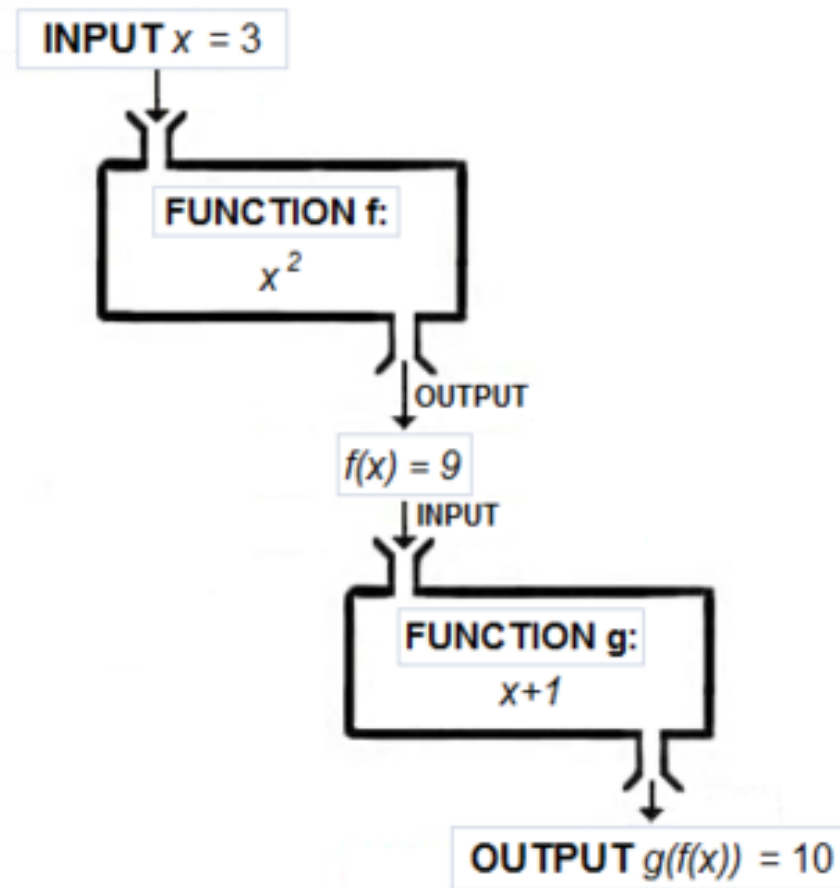 INPUT x = 3
FUNCTION f:
x²
OUTPUT
f(x) = 9
INPUT
FUNCTION g:
x+1
OUTPUT g(f(x)) = 10